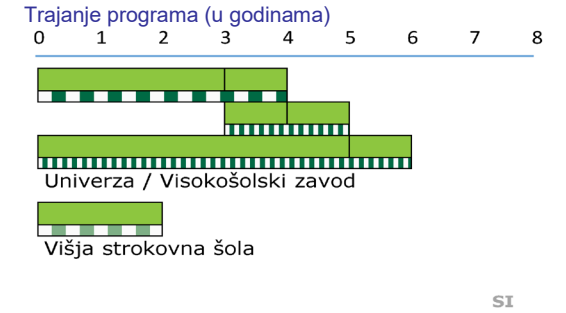 Trajanje programa (u godinama)
0 1 2 3 4 5 6 7 8
Univerza / Visokošolski zavod
Višja strokovna šola
SI